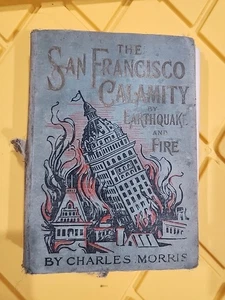 THE
SAN FRANCISCO
CALAMITY
BY
EARTHQUAKE
AND
FIRE
BY CHARLES MORRIS